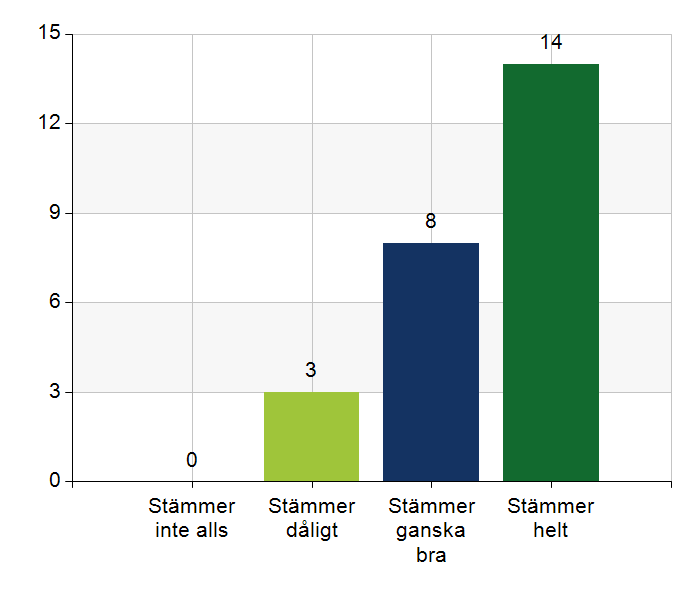 15
14
12
9
8
6
3
3
0
0
Stämmer inte alls
Stämmer dåligt
Stämmer ganska bra
Stämmer helt